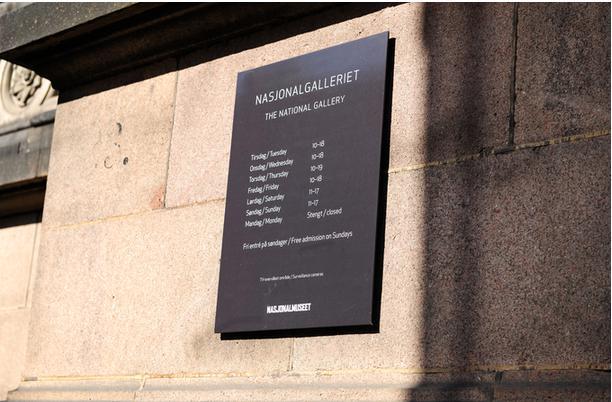 NASJONALGALLERIET
THE NATIONAL GALLERY
Tirsdag / Tuesday 10-18
Onsdag / Wednesday 10-18
Torsdag / Thursday 10-19
Fredag / Friday 10-18
Lørdag / Saturday 11-17
Søndag / Sunday 11-17
Mandag / Monday Stengt / closed
Fri entré på søndager / Free admission on Sundays
TV-overvåket område / Surveillance cameras
NASJONALMUSEET